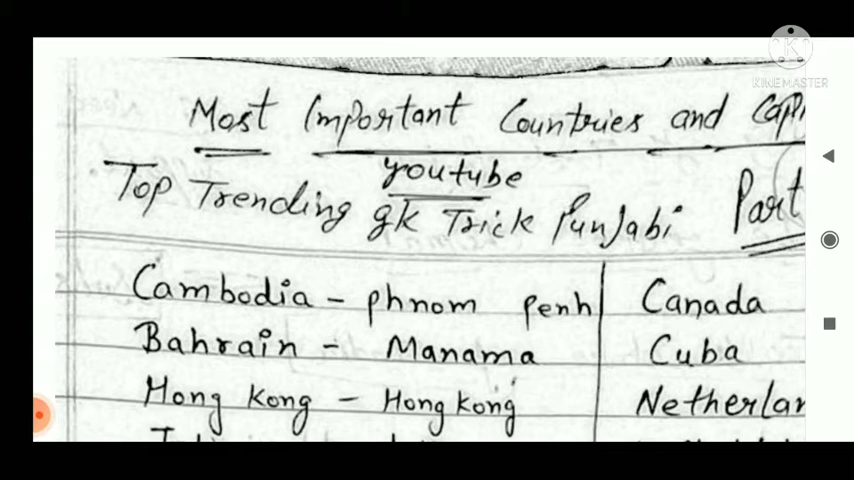 KINEMASTER
Most Important Countries and
youtube
Top Trending gk Trick Punjabi Part
Cambodia - phnom penh Canada
Bahrain - Manama Cuba
Hong Kong - Hong kong